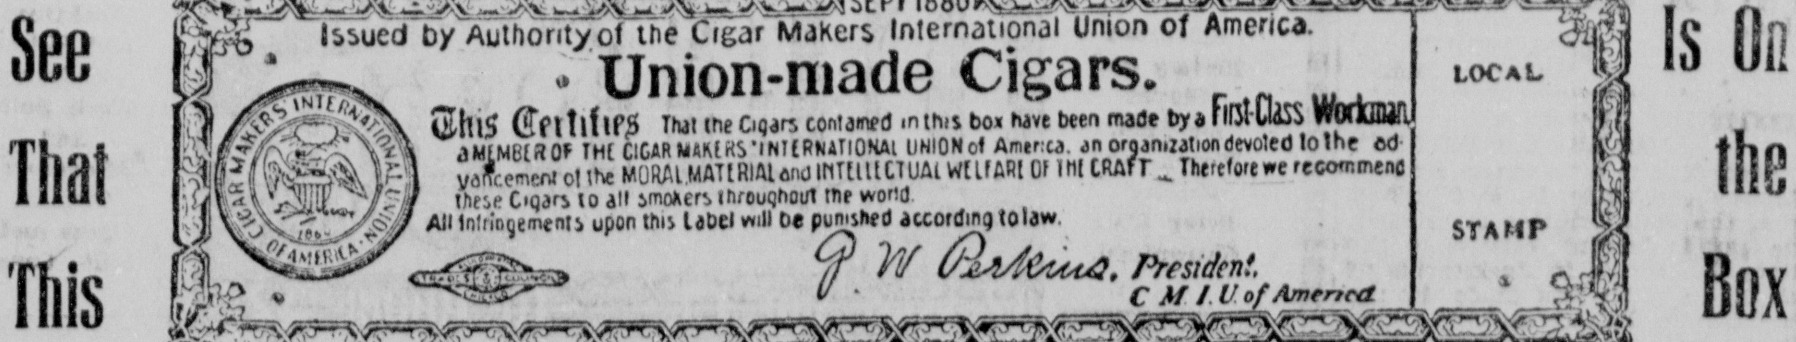 SEPT 1880
See
That
This
Issued by Authority of the Cigar Makers International Union of America.
Union-made Cigars.
This Certifies That the Cigars contained in this box have been made by a First-Class Workman,
a MEMBER OF THE CIGAR MAKERS' INTERNATIONAL UNION of America. an organization devoted to the ad-
vancement of the MORAL, MATERIAL and INTELLECTUAL WELFARE OF THE CRAFT Therefore we recommend
these Cigars to all smokers throughout the world.
All Infringements upon this Label will be punished according to law.
G. W. Perkins, President,
C. M. I. U. of America
CIGAR MAKERS INTERNATIONAL UNION
OF AMERICA
LOCAL
STAMP
Is On
the
Box